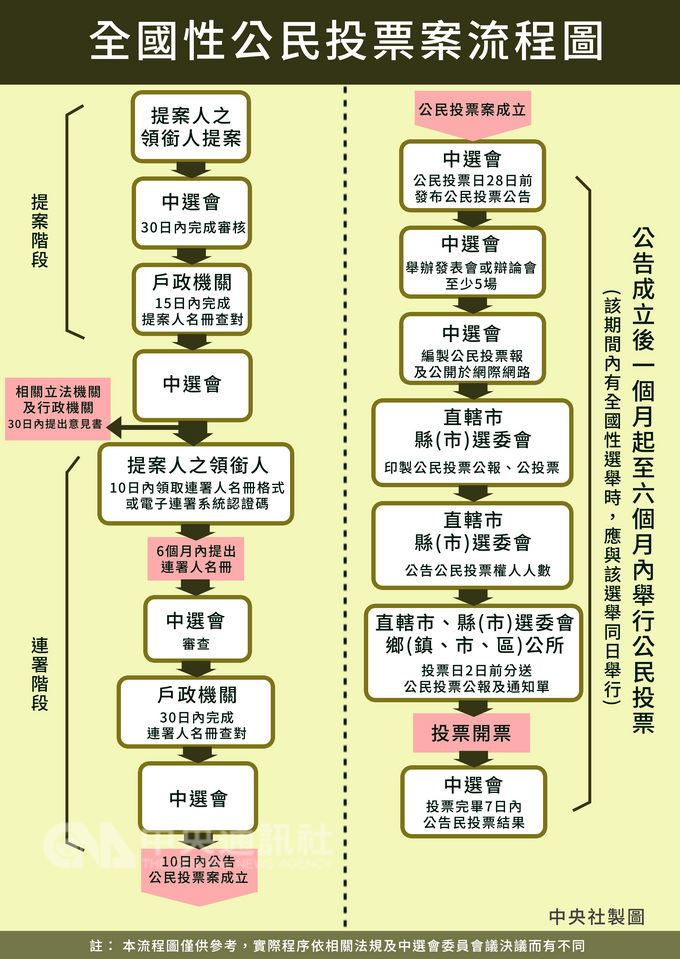 全國性公民投票案流程圖
提案階段
提案人之
領銜人提案
中選會
30日內完成審核
戶政機關
15日內完成
提案人名冊查對
中選會
相關立法機關
及行政機關
30日內提出意見書
連署階段
提案人之領銜人
10日內領取連署人名冊格式
或電子連署系統認證碼
6個月內提出
連署人名冊
中選會
審查
戶政機關
30日內完成
連署人名冊查對
中選會
10日內公告
公民投票案成立
公民投票案成立
中選會
公民投票日28日前
發布公民投票公告
中選會
舉辦發表會或辯論會
至少5場
中選會
編製公民投票報
及公開於網際網路
直轄市
縣(市)選委會
印製公民投票公報、公投票
直轄市
縣(市)選委會
公告公民投票權人人數
直轄市、縣(市)選委會
鄉(鎮、市、區)公所
投票日2日前分送
公民投票公報及通知單
投票開票
中選會
投票完畢7日內
公告民投票結果
公告成立後一個月起至六個月內舉行公民投票
(該期間內有全國性選舉時，應與該選舉同日舉行)
CNA 中央通訊社
THE CENTRAL NEWS AGENCY
中央社製圖
註： 本流程圖僅供參考，實際程序依相關法規及中選會委員會議決議而有不同